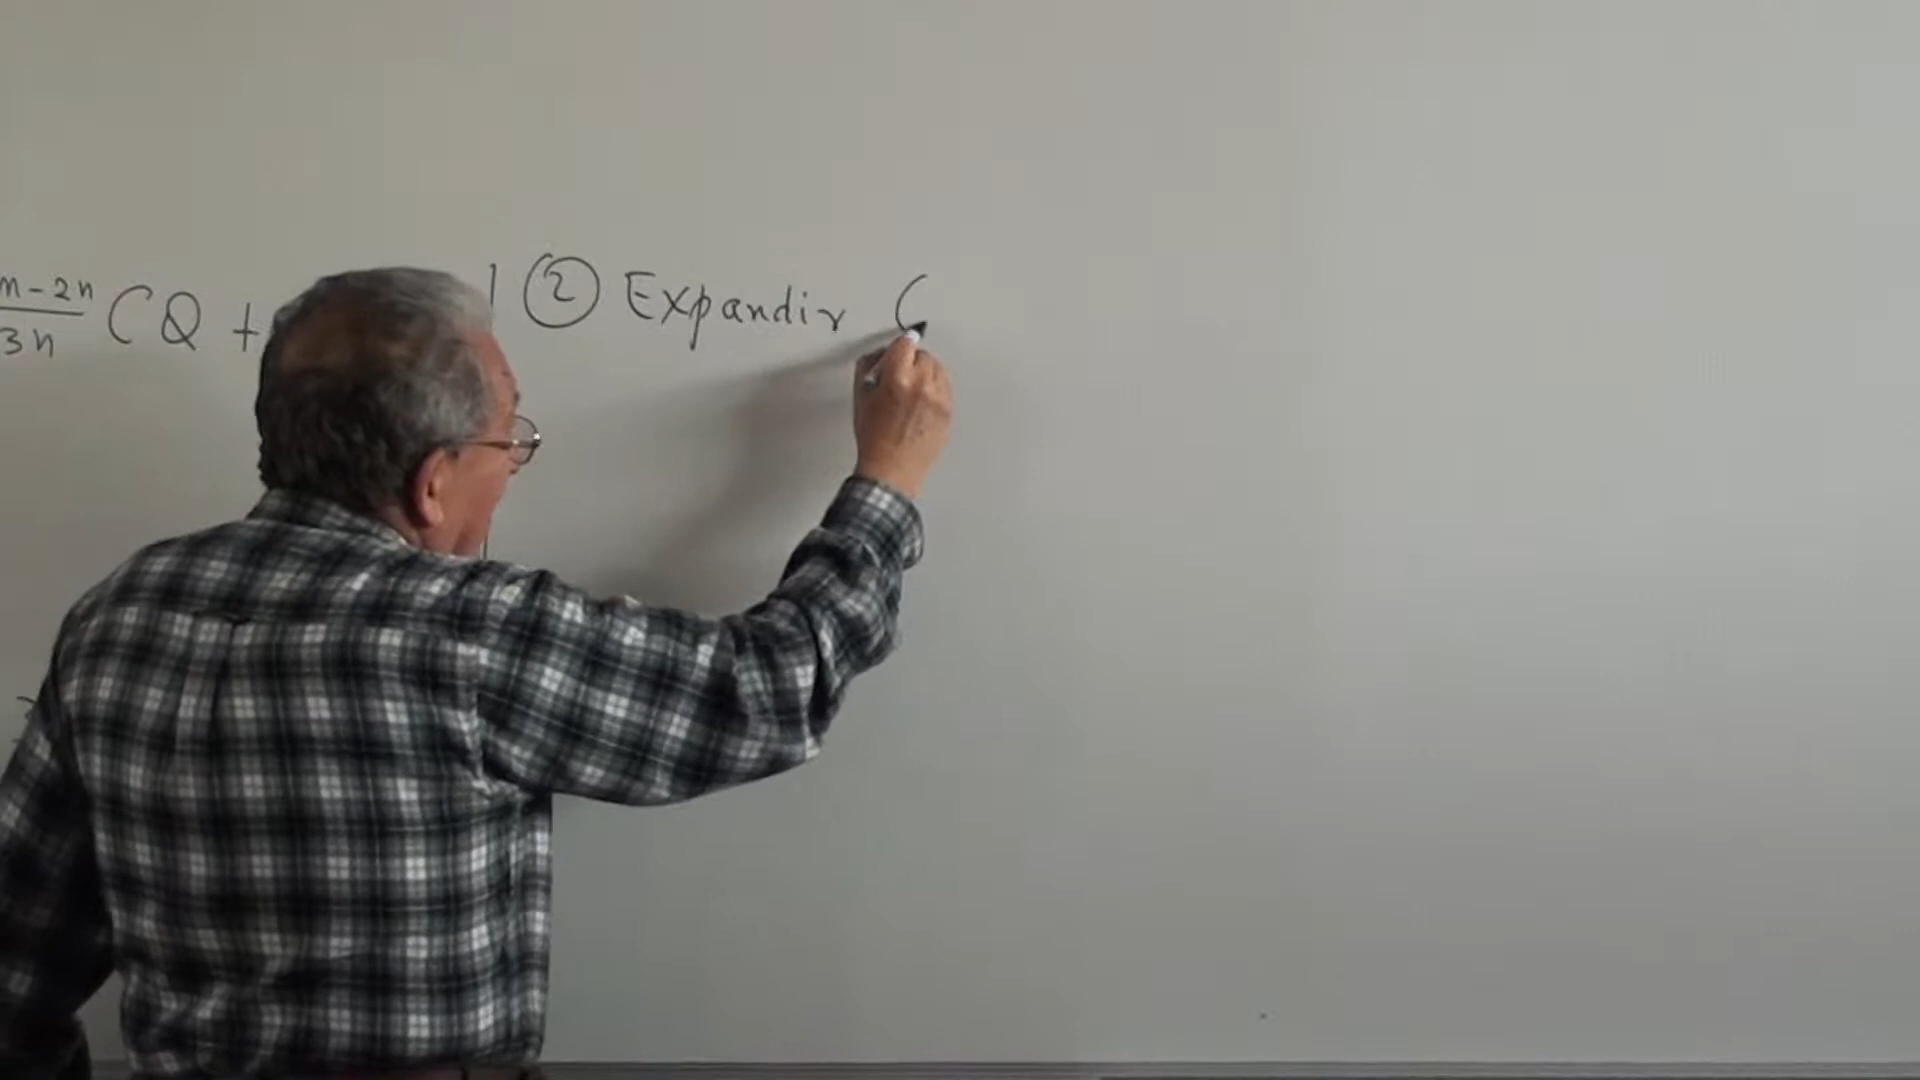 m-2n/3n CQ + | ② Expandir (